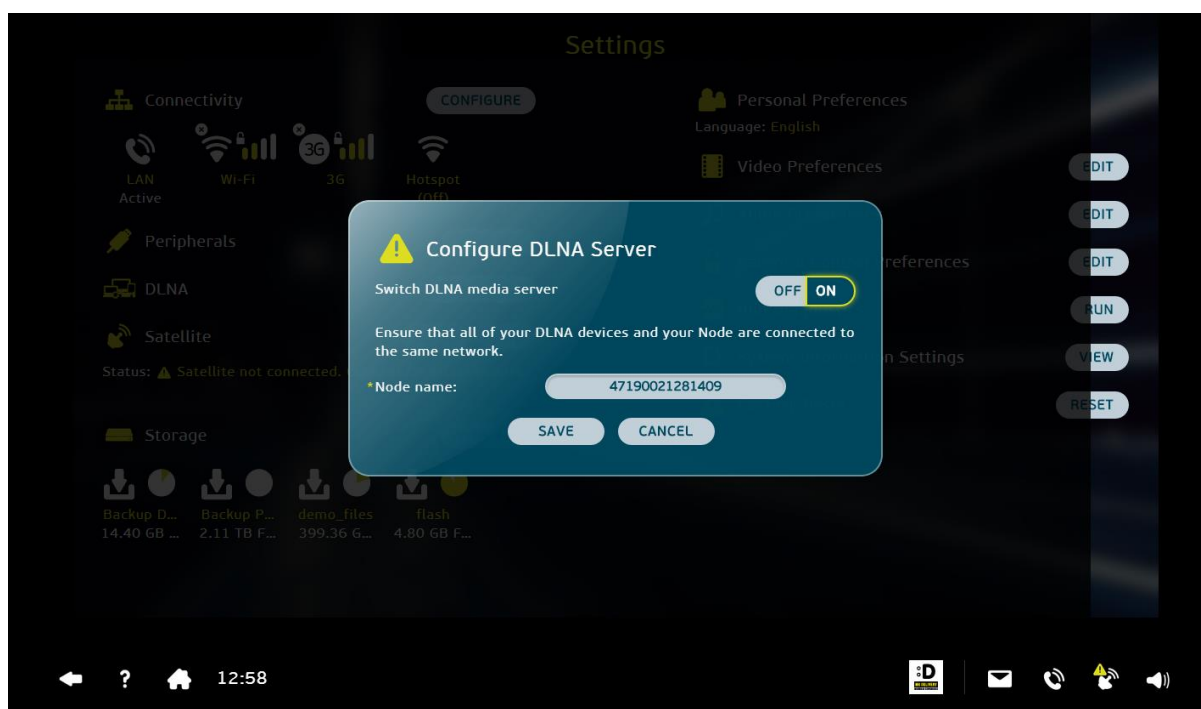 Settings
Connectivity
CONFIGURE
3G
LAN
Active
Wi-Fi
3G
Hotspot
(Off)
Peripherals
DLNA
Satellite
Status: Satellite not connected.
Storage
Backup D...
14.40 GB ...
Backup P...
2.11 TB F...
demo_files
399.36 G...
flash
4.80 GB F...
Personal Preferences
Language: English
Video Preferences
EDIT
EDIT
references
EDIT
RUN
n Settings
VIEW
RESET
Configure DLNA Server
Switch DLNA media server
OFF ON
Ensure that all of your DLNA devices and your Node are connected to
the same network.
*Node name:
47190021281409
SAVE CANCEL
? 12:58
:D